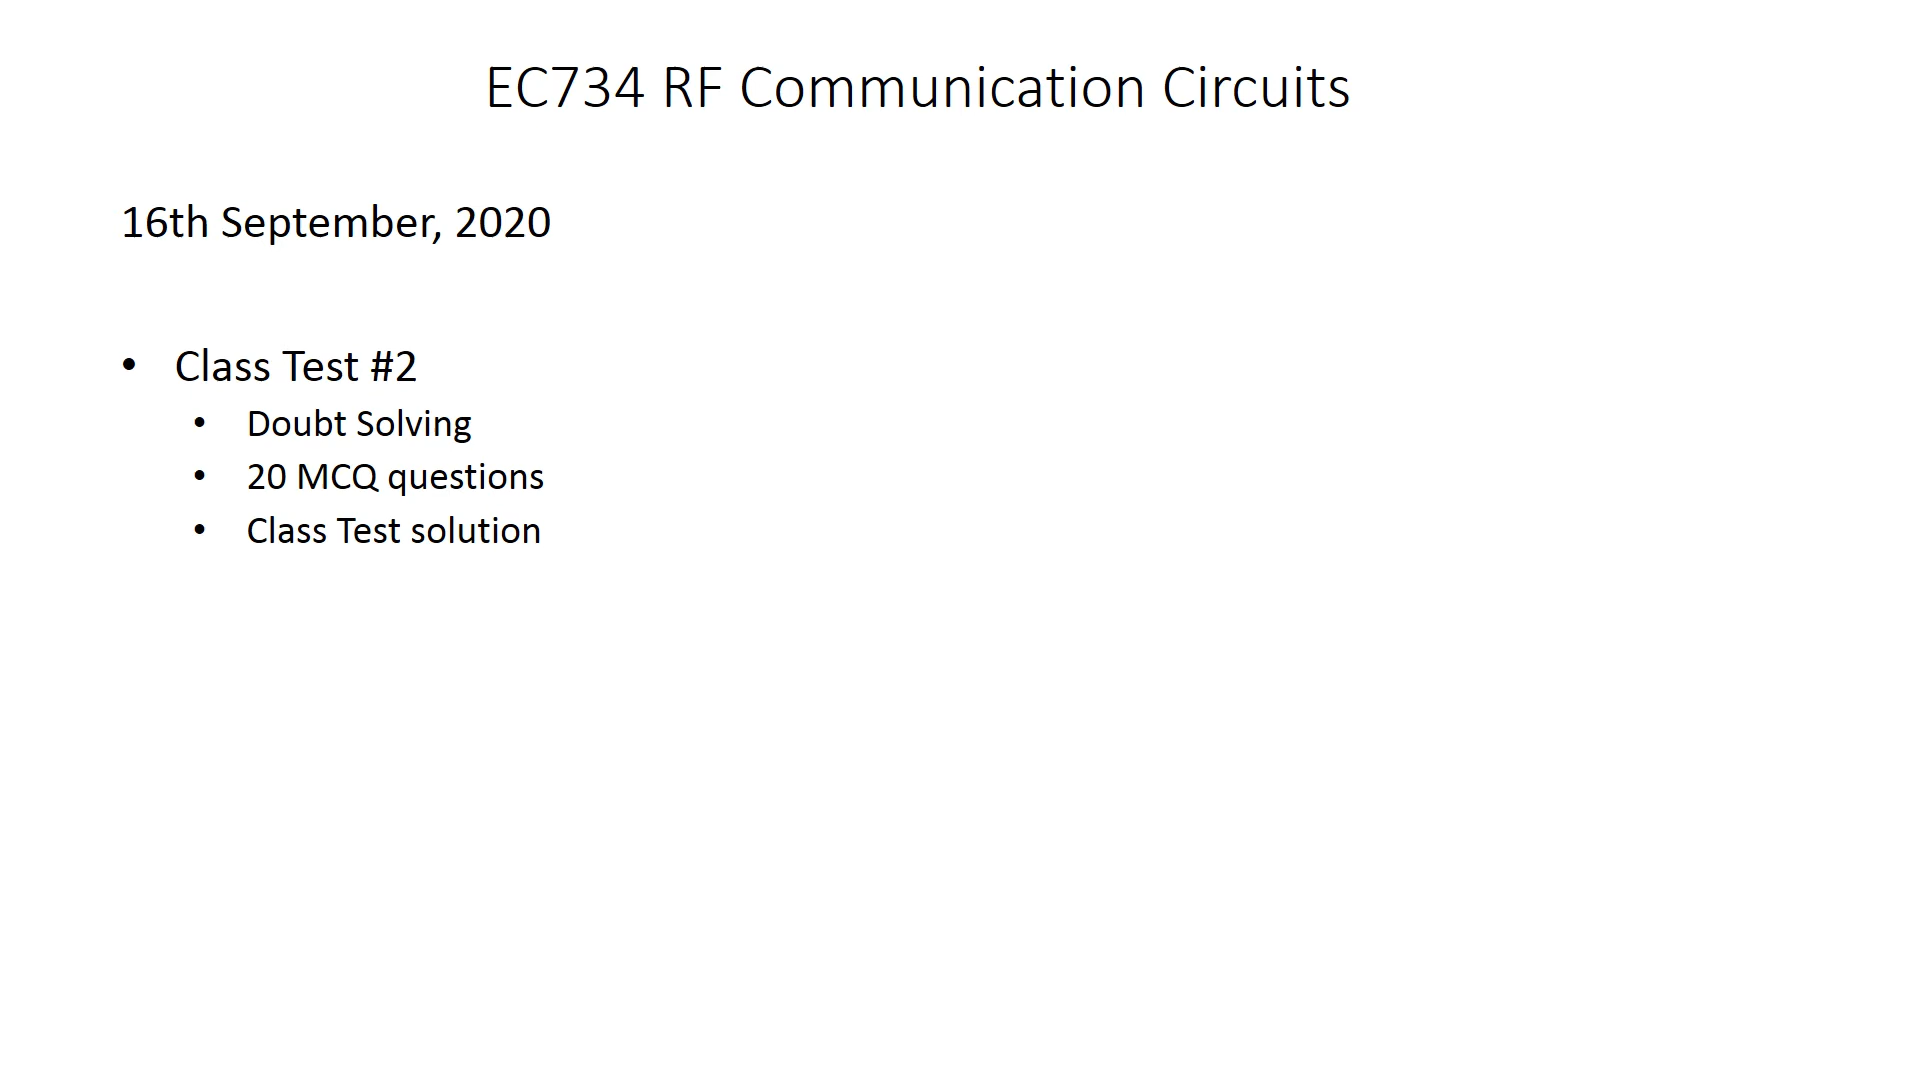 EC734 RF Communication Circuits
16th September, 2020
• Class Test #2
• Doubt Solving
• 20 MCQ questions
• Class Test solution